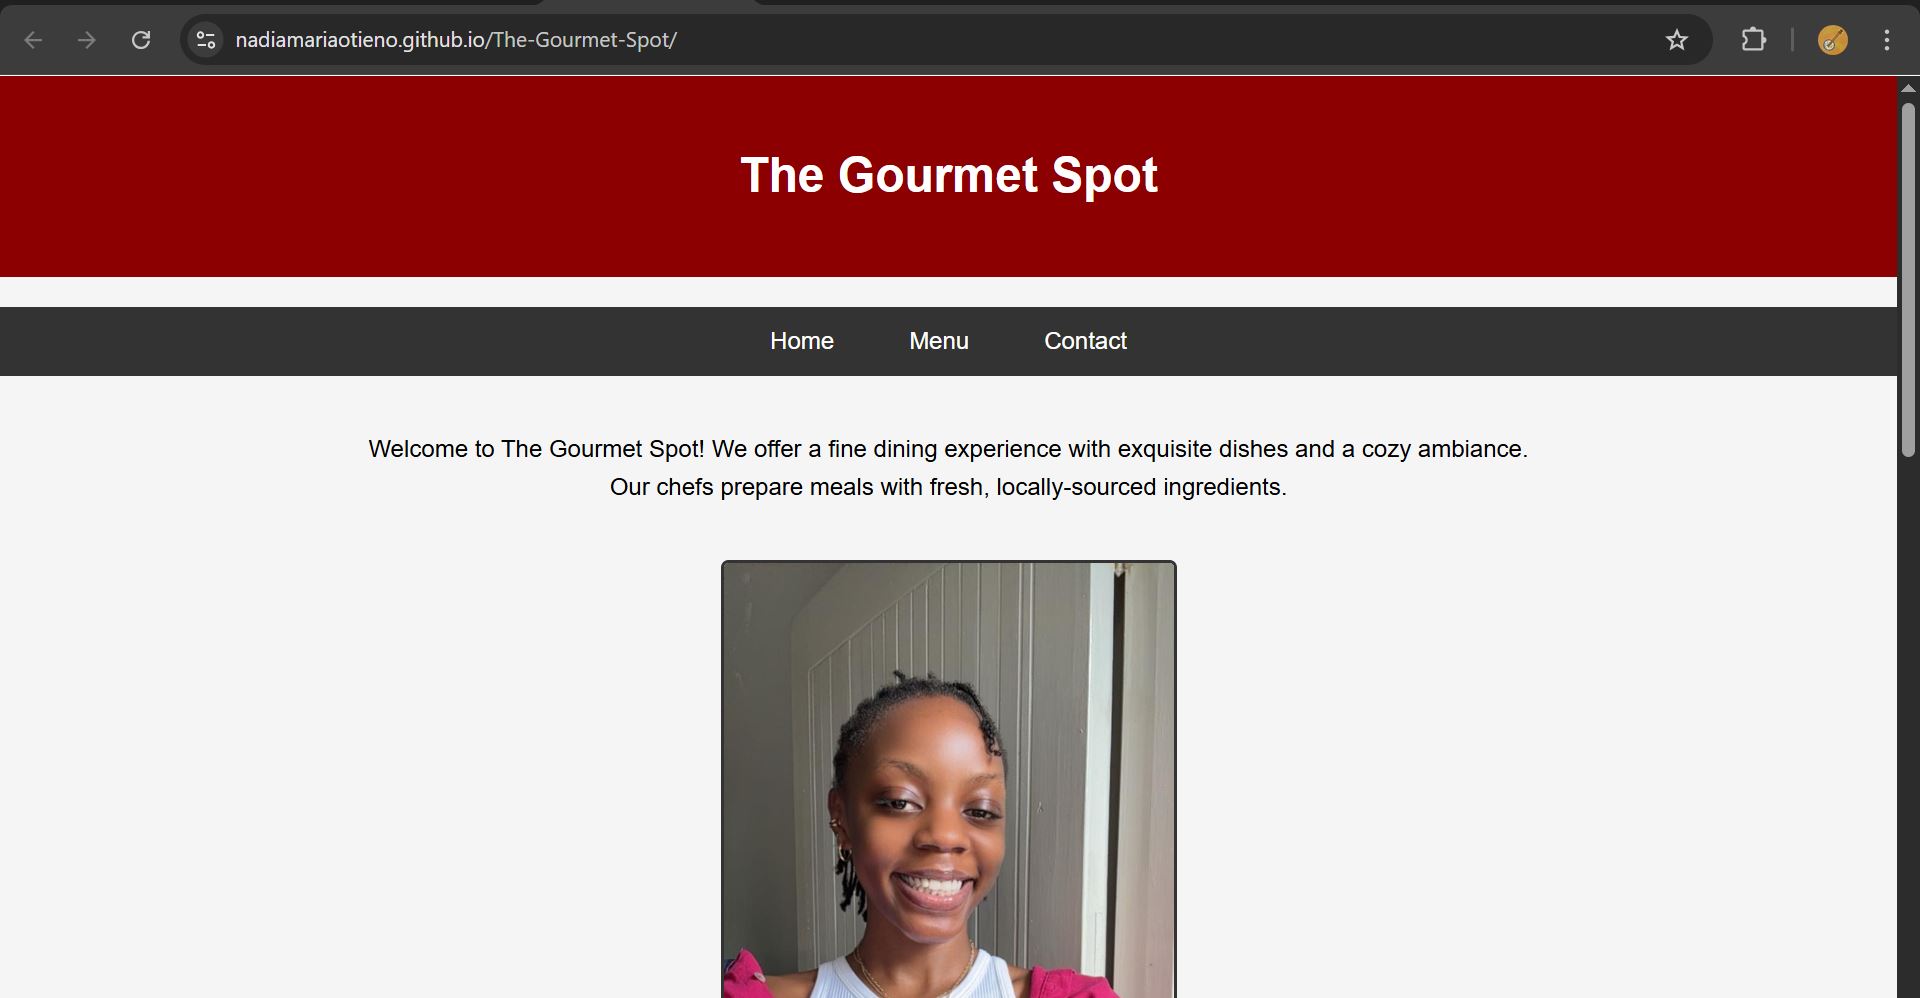 nadiamariaotieno.github.io/The-Gourmet-Spot/
The Gourmet Spot
Home Menu Contact
Welcome to The Gourmet Spot! We offer a fine dining experience with exquisite dishes and a cozy ambiance.
Our chefs prepare meals with fresh, locally-sourced ingredients.